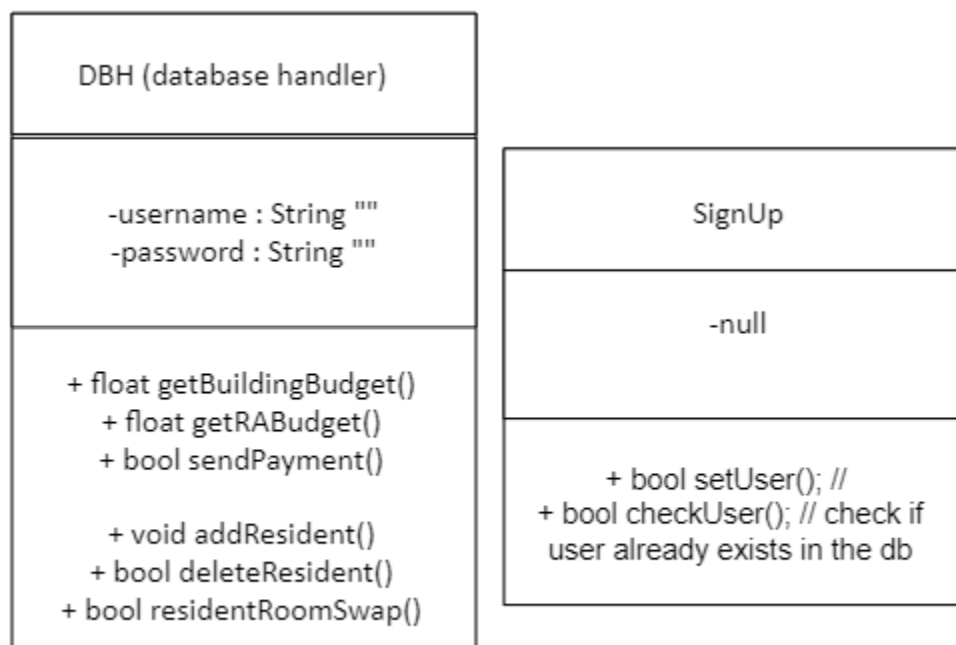 DBH (database handler)
-username : String ""
-password : String ""
+ float getBuildingBudget()
+ float getRABudget()
+ bool sendPayment()
+ void addResident()
+ bool deleteResident()
+ bool residentRoomSwap()
SignUp
-null
+ bool setUser(); //
+ bool checkUser(); // check if
user already exists in the db